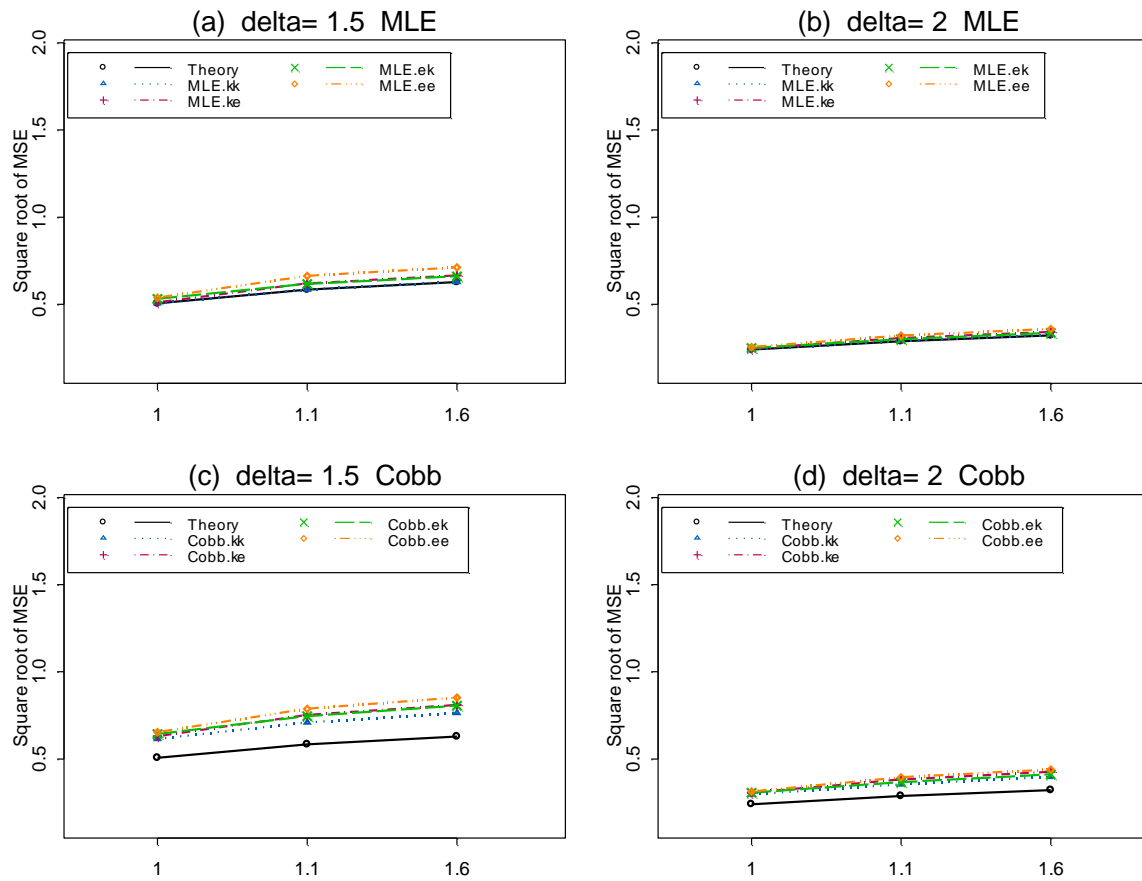 (a) delta= 1.5 MLE
Square root of MSE
2.0
1.5
1.0
0.5
Theory
MLE.kk
MLE.ke
MLE.ek
MLE.ee
1 1.1 1.6
(b) delta= 2 MLE
Square root of MSE
2.0
1.5
1.0
0.5
Theory
MLE.kk
MLE.ke
MLE.ek
MLE.ee
1 1.1 1.6
(c) delta= 1.5 Cobb
Square root of MSE
2.0
1.5
1.0
0.5
Theory
Cobb.kk
Cobb.ke
Cobb.ek
Cobb.ee
1 1.1 1.6
(d) delta= 2 Cobb
Square root of MSE
2.0
1.5
1.0
0.5
Theory
Cobb.kk
Cobb.ke
Cobb.ek
Cobb.ee
1 1.1 1.6